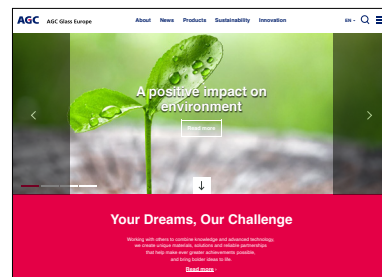 AGC AGC Glass Europe About News Products Sustainability Innovation EN
A positive impact on
environment
Read more
Your Dreams, Our Challenge
Working with others to combine knowledge and advanced technology,
we create unique materials, solutions and reliable partnerships
that help make ever greater achievements possible,
and bring bolder ideas to life.
Read more ›